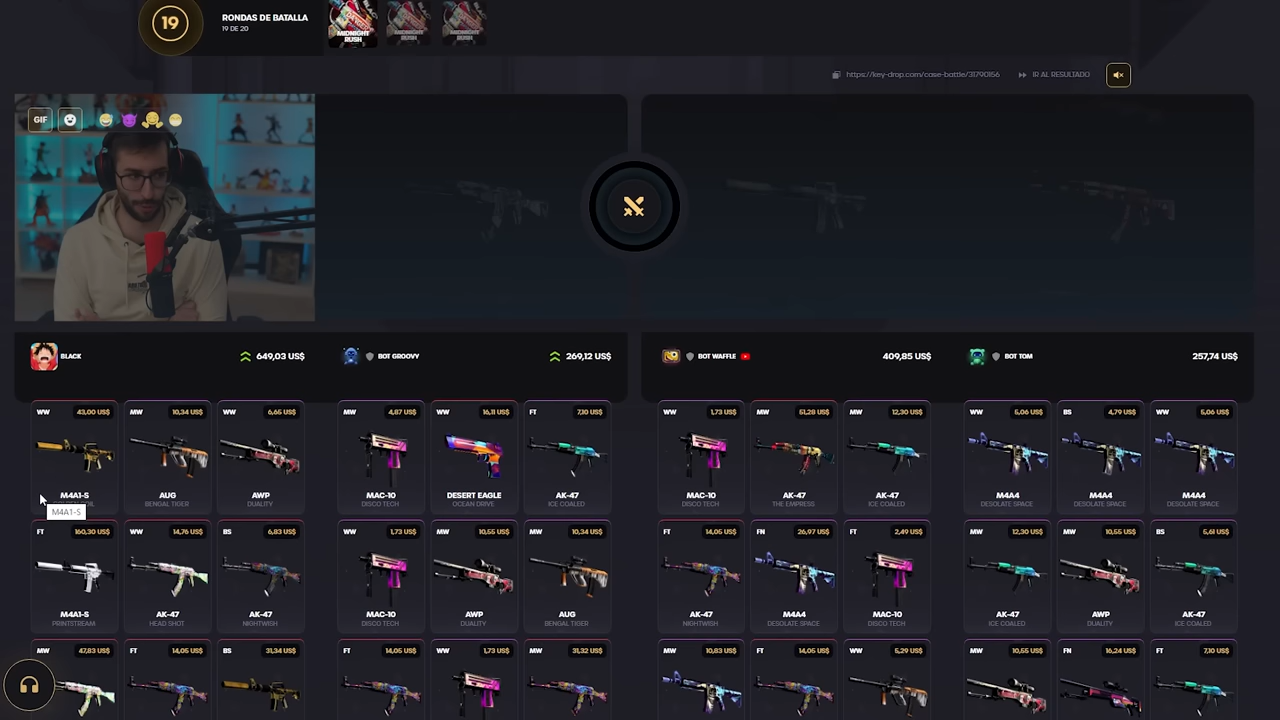 19
RONDAS DE BATALLA
19 DE 20
MIDNIGHT RUSH
MIDNIGHT RUSH
MIDNIGHT RUSH
https://key-drop.com/case-battle/31790156
IR AL RESULTADO
GIF
BLACK 649,03 US$
BOT GROOVY 269,12 US$
BOT WAFFLE 409,85 US$
BOT TOM 257,74 US$
WW 43,00 US$ MW 10,34 US$ WW 6,65 US$ MW 4,87 US$ WW 16,11 US$ FT 7,10 US$ WW 1,73 US$ MW 51,28 US$ MW 12,30 US$ WW 5,06 US$ BS 4,79 US$ WW 5,06 US$
M4A1-S AUG AWP MAC-10 DESERT EAGLE AK-47 MAC-10 AK-47 AK-47 M4A4 M4A4 M4A4
BENGAL TIGER DUALITY DISCO TECH OCEAN DRIVE ICE COALED DISCO TECH THE EMPRESS ICE COALED DESOLATE SPACE DESOLATE SPACE DESOLATE SPACE
M4A1-S
FT 160,30 US$ WW 14,76 US$ BS 6,83 US$ WW 1,73 US$ MW 10,55 US$ MW 10,34 US$ FT 14,05 US$ FN 26,97 US$ FT 2,49 US$ MW 12,30 US$ MW 10,55 US$ BS 5,61 US$
M4A1-S AK-47 AK-47 MAC-10 AWP AUG AK-47 M4A4 MAC-10 AK-47 AWP AK-47
PRINTSTREAM HEAD SHOT NIGHTWISH DISCO TECH DUALITY BENGAL TIGER NIGHTWISH DESOLATE SPACE DISCO TECH ICE COALED DUALITY ICE COALED
MW 47,83 US$ FT 14,05 US$ BS 31,34 US$ FT 14,05 US$ WW 1,73 US$ MW 31,32 US$ MW 10,83 US$ FT 14,05 US$ WW 5,29 US$ MW 10,55 US$ FN 16,24 US$ FT 7,10 US$